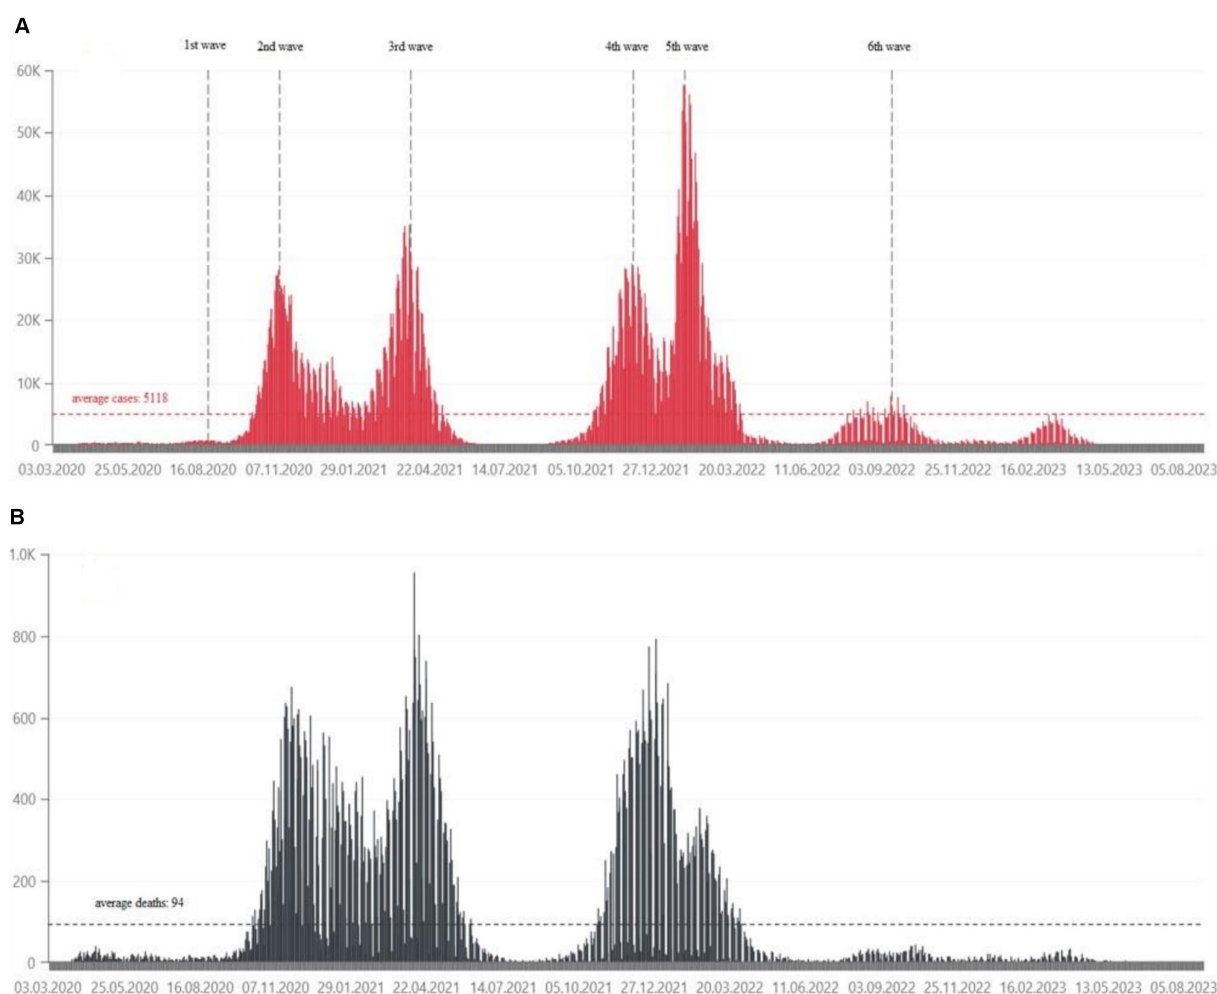 A
1st wave 2nd wave 3rd wave 4th wave 5th wave 6th wave
60K
50K
40K
30K
20K
10K
average cases: 5118
0
03.03.2020 25.05.2020 16.08.2020 07.11.2020 29.01.2021 22.04.2021 14.07.2021 05.10.2021 27.12.2021 20.03.2022 11.06.2022 03.09.2022 25.11.2022 16.02.2023 13.05.2023 05.08.2023
B
1.0K
800
600
400
200
average deaths: 94
0
03.03.2020 25.05.2020 16.08.2020 07.11.2020 29.01.2021 22.04.2021 14.07.2021 05.10.2021 27.12.2021 20.03.2022 11.06.2022 03.09.2022 25.11.2022 16.02.2023 13.05.2023 05.08.2023